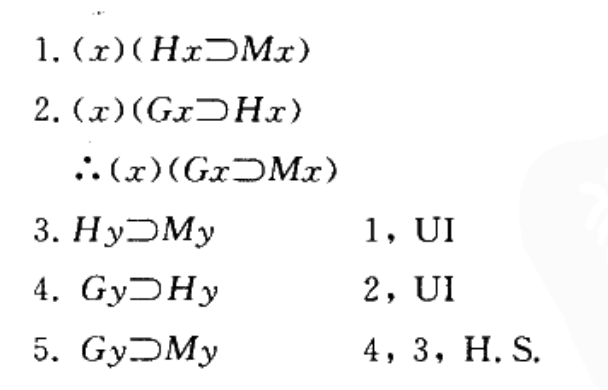 1. (x)(Hx⊃Mx)
2. (x)(Gx⊃Hx)
∴(x)(Gx⊃Mx)
3. Hy⊃My 1, UI
4. Gy⊃Hy 2, UI
5. Gy⊃My 4, 3, H. S.